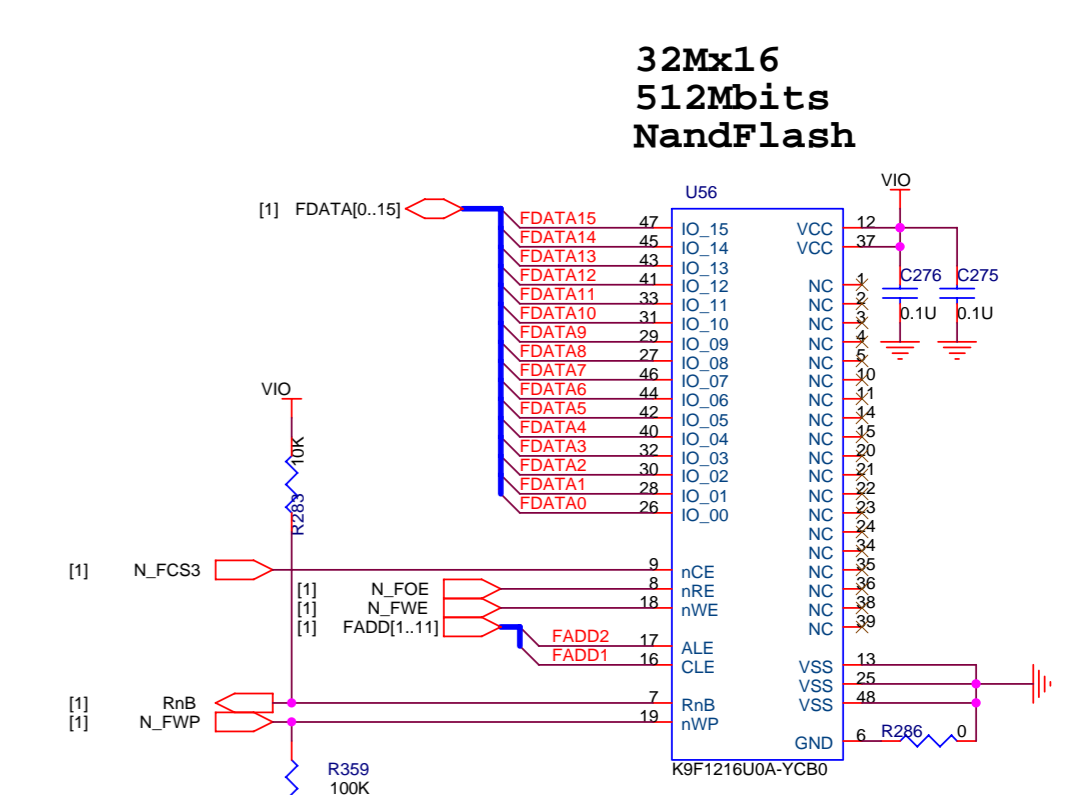 32Mx16
512Mbits
NandFlash
VIO
U56
[1] FDATA[0..15]
FDATA15 47 IO_15 VCC 12
FDATA14 45 IO_14 VCC 37
FDATA13 43 IO_13
FDATA12 41 IO_12 NC 1 C276 C275
FDATA11 33 IO_11 NC 2
FDATA10 31 IO_10 NC 3 0.1U 0.1U
FDATA9 29 IO_09 NC 4
FDATA8 27 IO_08 NC 5
FDATA7 46 IO_07 NC 10
VIO FDATA6 44 IO_06 NC 11
FDATA5 42 IO_05 NC 14
FDATA4 40 IO_04 NC 15
10K FDATA3 32 IO_03 NC 20
FDATA2 30 IO_02 NC 21
FDATA1 28 IO_01 NC 22
R283 FDATA0 26 IO_00 NC 23
NC 24
NC 34
[1] N_FCS3 9 nCE NC 35
[1] N_FOE 8 nRE NC 36
[1] N_FWE 18 nWE NC 38
[1] FADD[1..11] NC 39
FADD2 17 ALE
FADD1 16 CLE VSS 13
VSS 25
[1] RnB 7 RnB VSS 48
[1] N_FWP 19 nWP
GND 6 R286 0
R359 K9F1216U0A-YCB0
100K